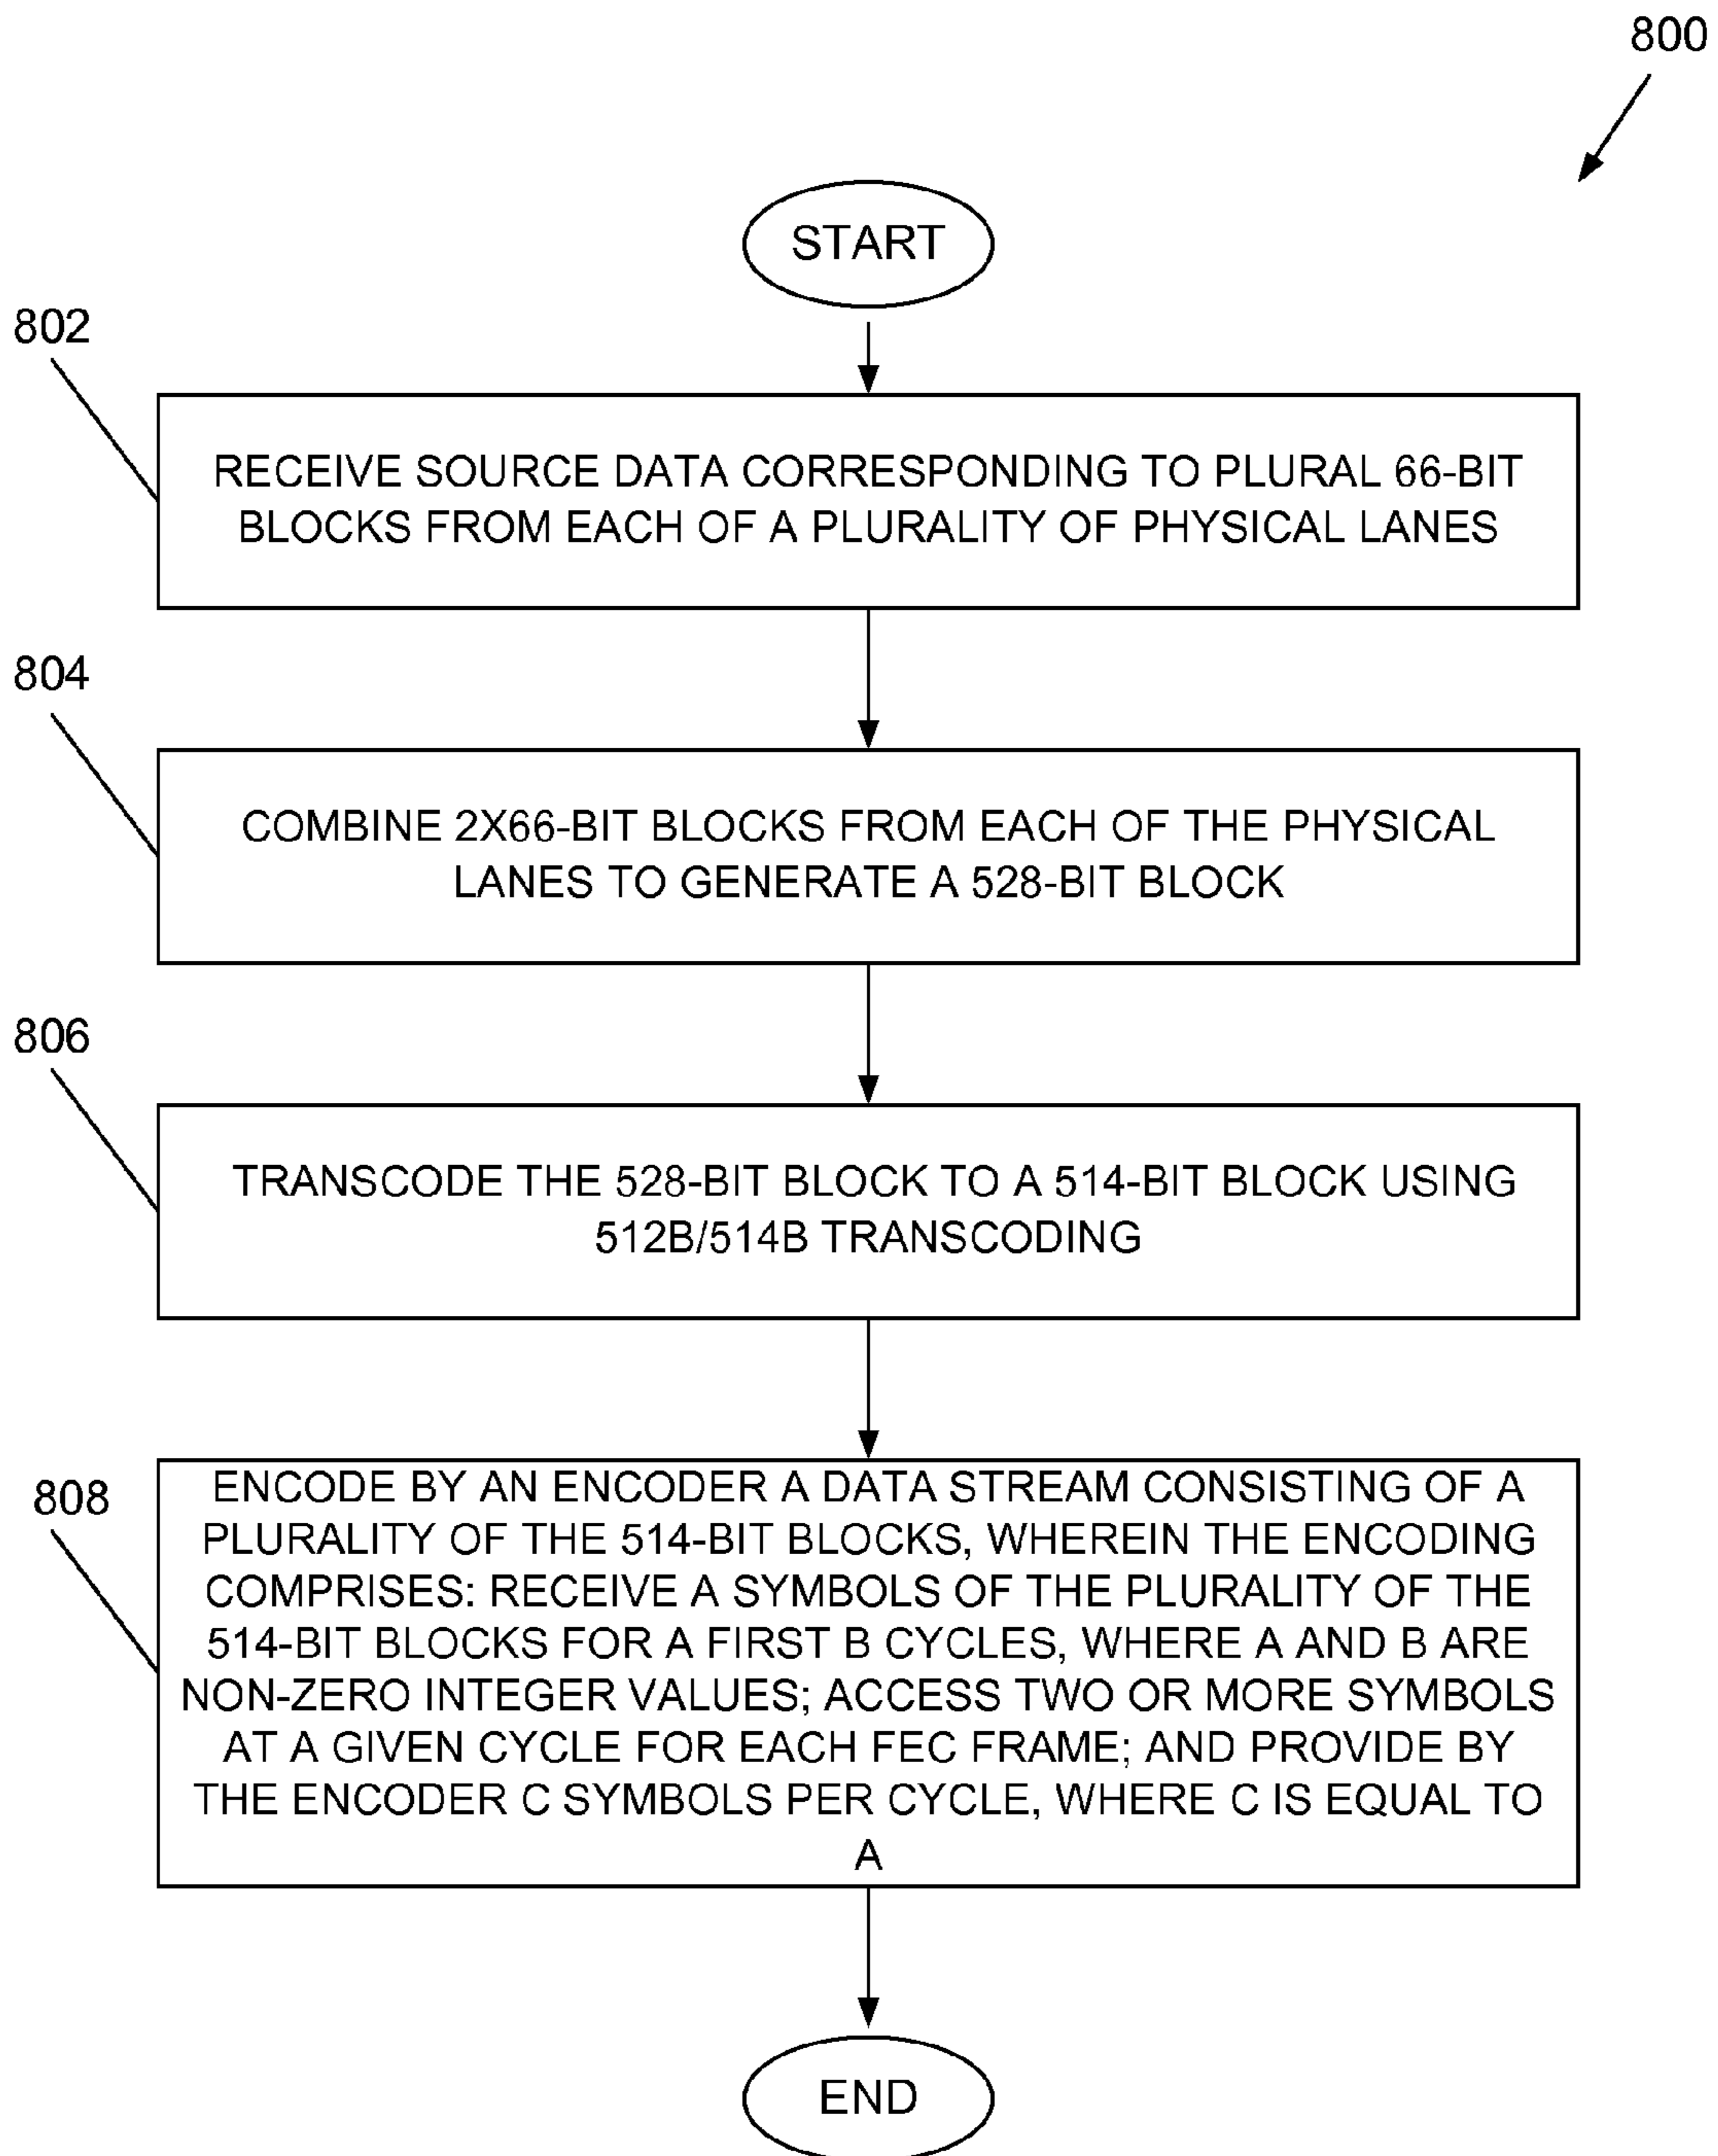 800
START
802
RECEIVE SOURCE DATA CORRESPONDING TO PLURAL 66-BIT
BLOCKS FROM EACH OF A PLURALITY OF PHYSICAL LANES
804
COMBINE 2X66-BIT BLOCKS FROM EACH OF THE PHYSICAL
LANES TO GENERATE A 528-BIT BLOCK
806
TRANSCODE THE 528-BIT BLOCK TO A 514-BIT BLOCK USING
512B/514B TRANSCODING
808
ENCODE BY AN ENCODER A DATA STREAM CONSISTING OF A
PLURALITY OF THE 514-BIT BLOCKS, WHEREIN THE ENCODING
COMPRISES: RECEIVE A SYMBOLS OF THE PLURALITY OF THE
514-BIT BLOCKS FOR A FIRST B CYCLES, WHERE A AND B ARE
NON-ZERO INTEGER VALUES; ACCESS TWO OR MORE SYMBOLS
AT A GIVEN CYCLE FOR EACH FEC FRAME; AND PROVIDE BY
THE ENCODER C SYMBOLS PER CYCLE, WHERE C IS EQUAL TO
A
END